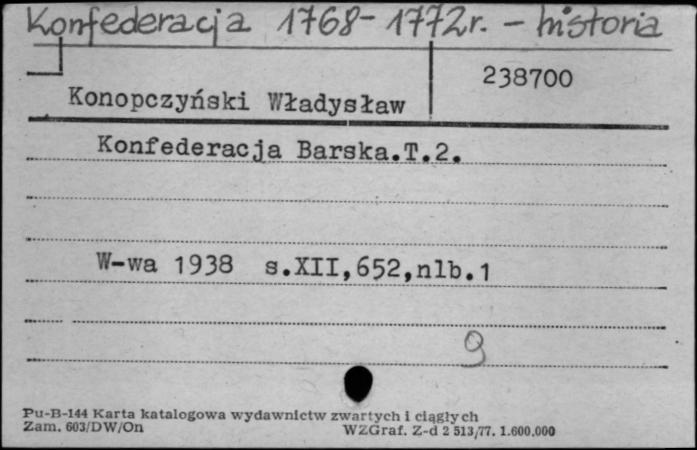 Konfederacja 1768-1772r. - historia
238700
Konopczyński Władysław
Konfederacja Barska.T.2.
W-wa 1938 s.XII,652,nlb.1
9
Pu-B-144 Karta katalogowa wydawnictw zwartych i ciągłych
Zam. 603/DW/On WZGraf. Z-d 2 513/77. 1.600.000